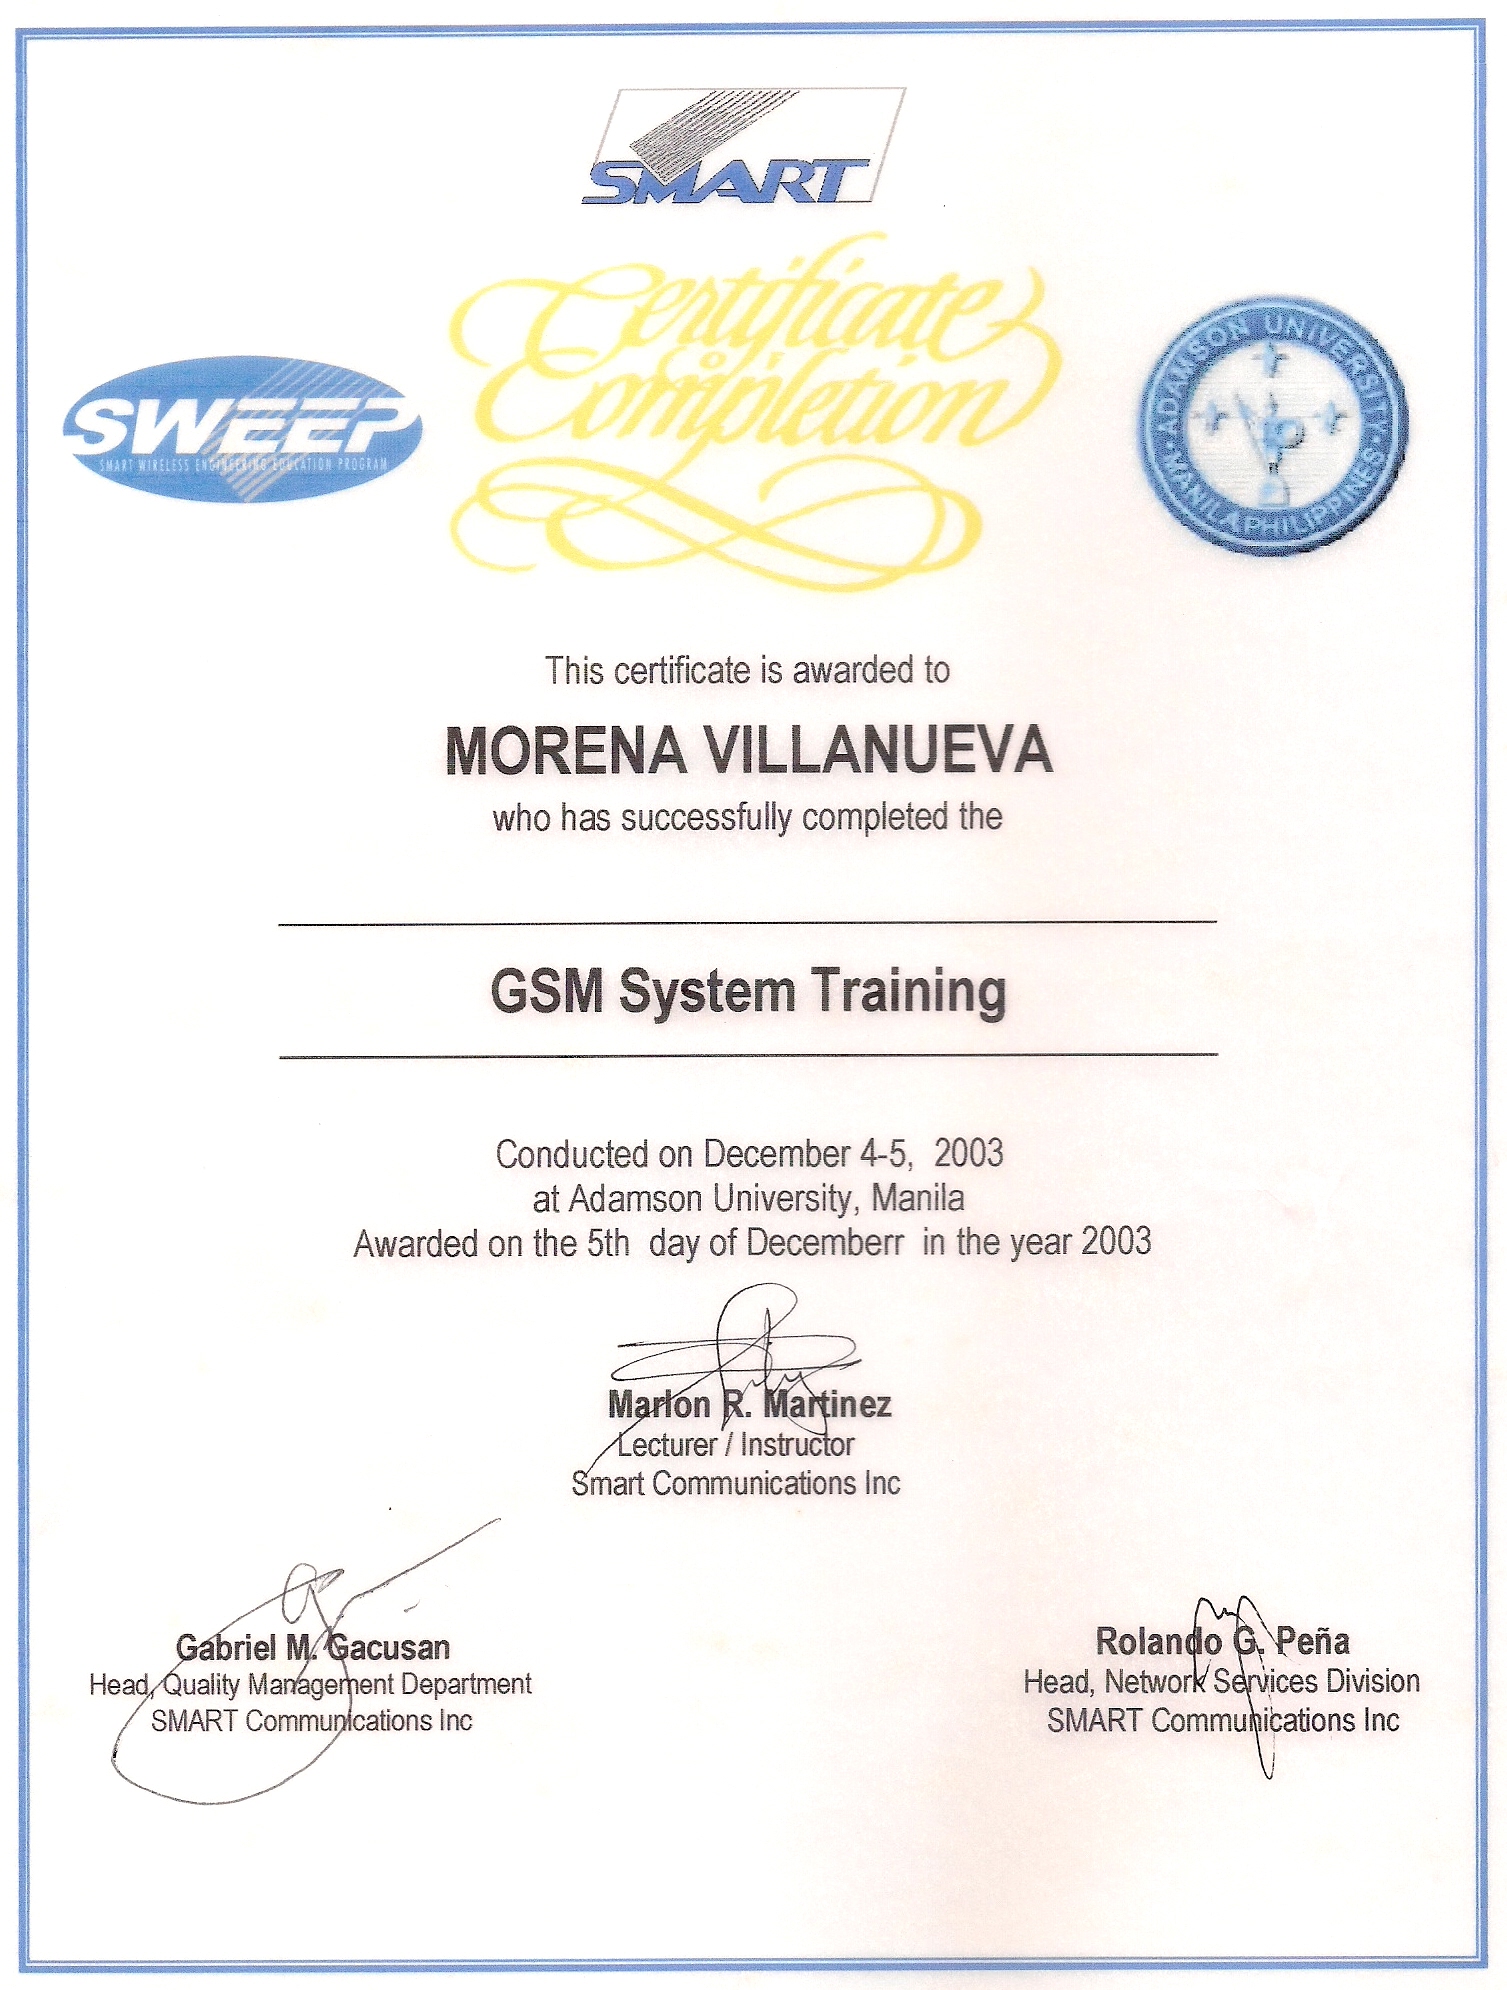 SMART
Certificate
OF
Completion
SWEEP
SMART WIRELESS ENGINEERING EDUCATION PROGRAM
ADAMSON UNIVERSITY
MANILA PHILIPPINES
This certificate is awarded to
MORENA VILLANUEVA
who has successfully completed the
GSM System Training
Conducted on December 4-5, 2003
at Adamson University, Manila
Awarded on the 5th day of Decemberr in the year 2003
Marlon R. Martinez
Lecturer / Instructor
Smart Communications Inc
Gabriel M. Gacusan
Head, Quality Management Department
SMART Communications Inc
Rolando G. Peña
Head, Network Services Division
SMART Communications Inc